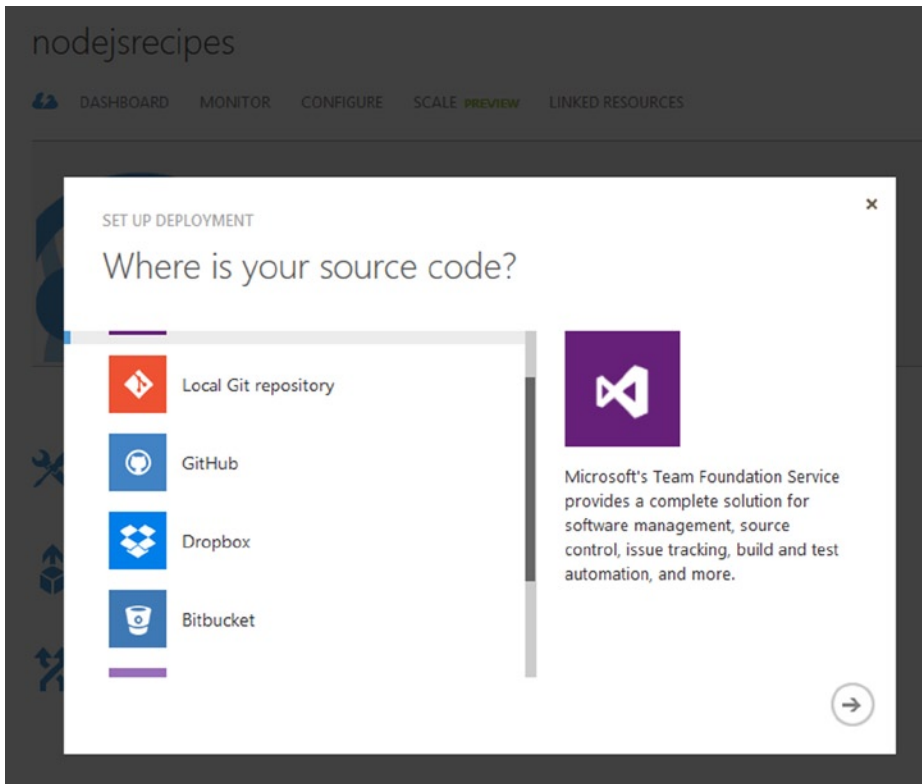 nodejsrecipes
DASHBOARD MONITOR CONFIGURE SCALE PREVIEW LINKED RESOURCES
SET UP DEPLOYMENT
Where is your source code?
Local Git repository
GitHub
Dropbox
Bitbucket
Microsoft's Team Foundation Service
provides a complete solution for
software management, source
control, issue tracking, build and test
automation, and more.